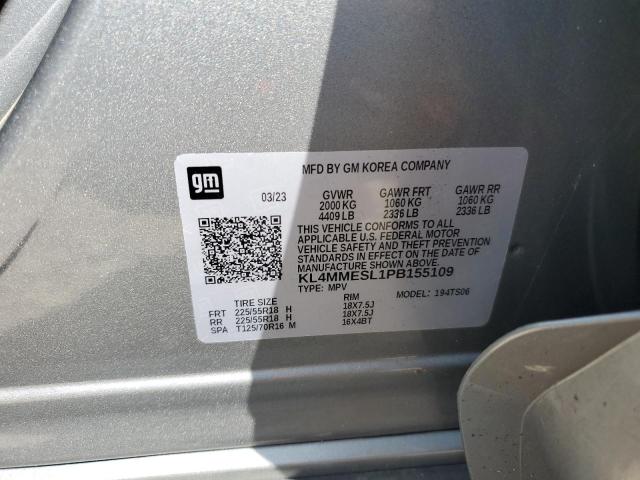 gm
MFD BY GM KOREA COMPANY
03/23 GVWR GAWR FRT GAWR RR
2000 KG 1060 KG 1060 KG
4409 LB 2336 LB 2336 LB
THIS VEHICLE CONFORMS TO ALL
APPLICABLE U.S. FEDERAL MOTOR
VEHICLE SAFETY AND THEFT PREVENTION
STANDARDS IN EFFECT ON THE DATE OF
MANUFACTURE SHOWN ABOVE.
KL4MMESL1PB155109
TYPE: MPV MODEL: 194TS06
TIRE SIZE RIM
FRT 225/55R18 H 18X7.5J
RR 225/55R18 H 18X7.5J
SPA T125/70R16 M 16X4BT